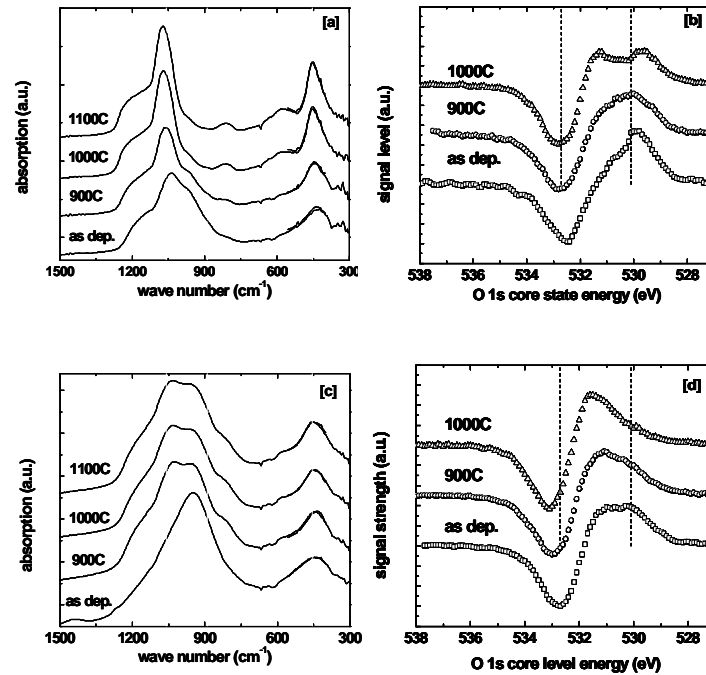 [a]
absorption (a.u.)
1100C
1000C
900C
as dep.
1500 1200 900 600 300
wave number (cm-1)
[b]
signal level (a.u.)
1000C
900C
as dep.
538 536 534 532 530 528
O 1s core state energy (eV)
[c]
absorption (a.u.)
1100C
1000C
900C
as dep.
1500 1200 900 600 300
wave number (cm-1)
[d]
signal strength (a.u.)
1000C
900C
as dep.
538 536 534 532 530 528
O 1s core level energy (eV)